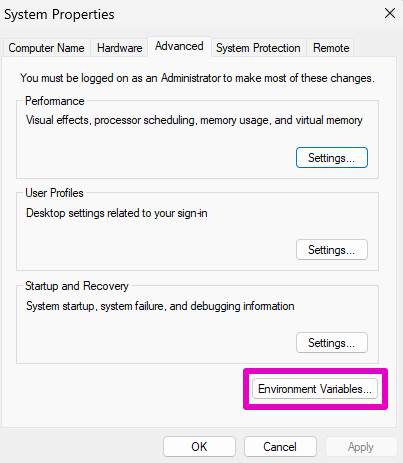 System Properties
Computer Name Hardware Advanced System Protection Remote
You must be logged on as an Administrator to make most of these changes.
Performance
Visual effects, processor scheduling, memory usage, and virtual memory
Settings...
User Profiles
Desktop settings related to your sign-in
Settings...
Startup and Recovery
System startup, system failure, and debugging information
Settings...
Environment Variables...
OK Cancel Apply